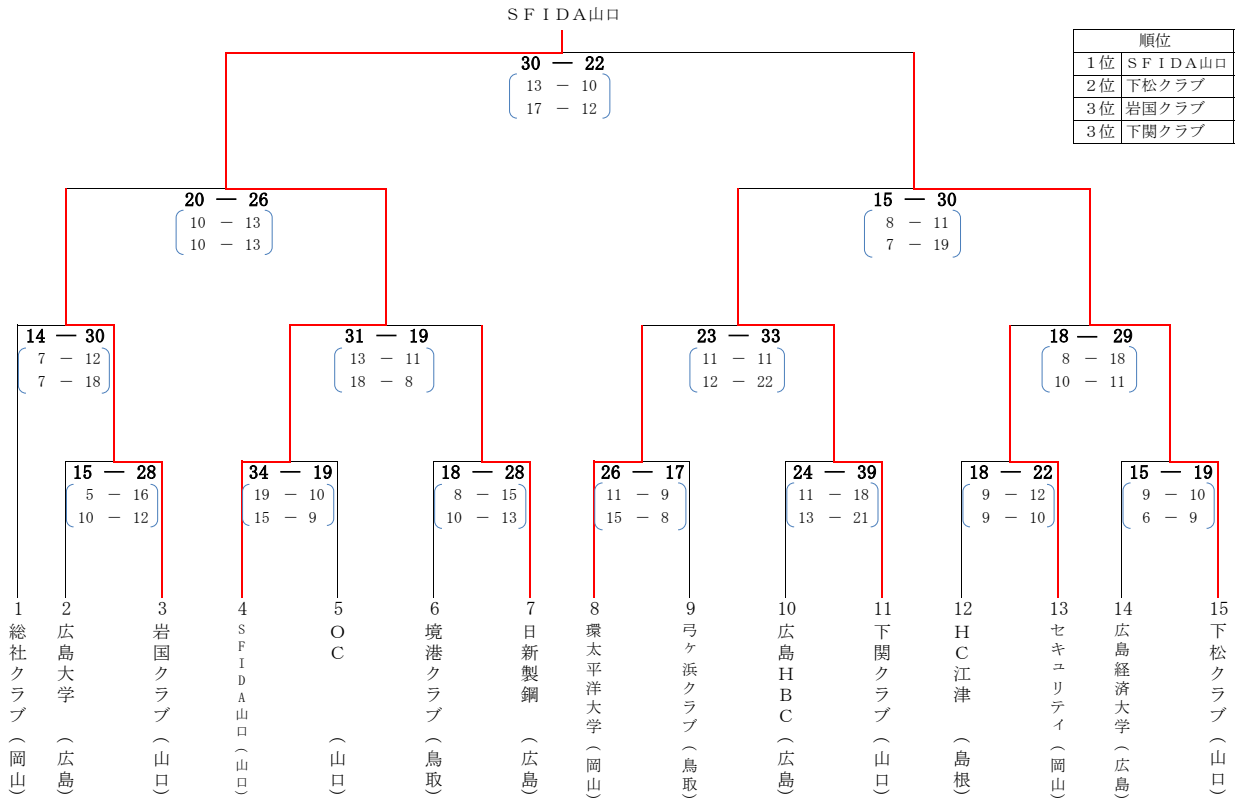 ＳＦＩＤＡ山口
順位
1位 ＳＦＩＤＡ山口
2位 下松クラブ
3位 岩国クラブ
3位 下関クラブ
30 ― 22
13 － 10
17 － 12
20 ― 26
10 － 13
10 － 13
15 ― 30
8 － 11
7 － 19
14 ― 30
7 － 12
7 － 18
31 ― 19
13 － 11
18 － 8
23 ― 33
11 － 11
12 － 22
18 ― 29
8 － 18
10 － 11
15 ― 28
5 － 16
10 － 12
34 ― 19
19 － 10
15 － 9
18 ― 28
8 － 15
10 － 13
26 ― 17
11 － 9
15 － 8
24 ― 39
11 － 18
13 － 21
18 ― 22
9 － 12
9 － 10
15 ― 19
9 － 10
6 － 9
1 総社クラブ（岡山）
2 広島大学（広島）
3 岩国クラブ（山口）
4 ＳＦＩＤＡ山口（山口）
5 ＯＣ（山口）
6 境港クラブ（鳥取）
7 日新製鋼（広島）
8 環太平洋大学（岡山）
9 弓ヶ浜クラブ（鳥取）
10 広島ＨＢＣ（広島）
11 下関クラブ（山口）
12 ＨＣ江津（島根）
13 セキュリテイ（岡山）
14 広島経済大学（広島）
15 下松クラブ（山口）